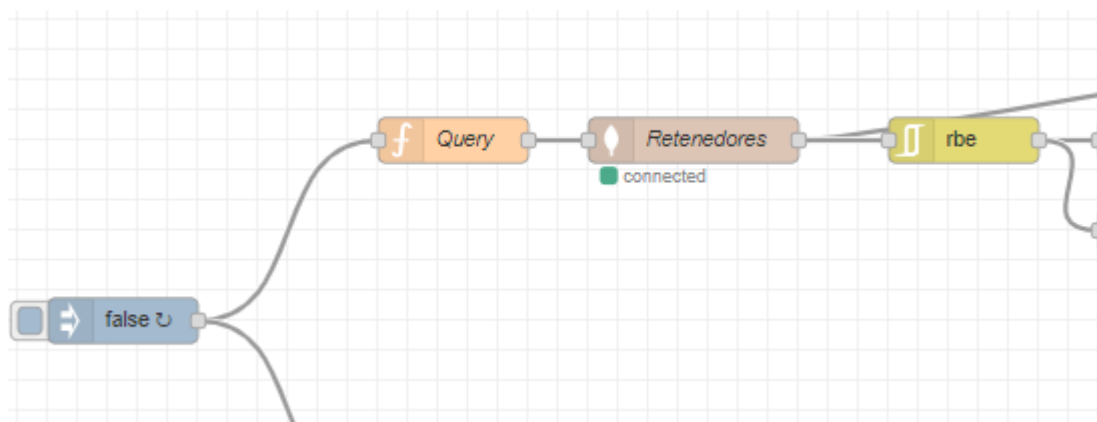 Query
Retenedores
rbe
connected
false ↻